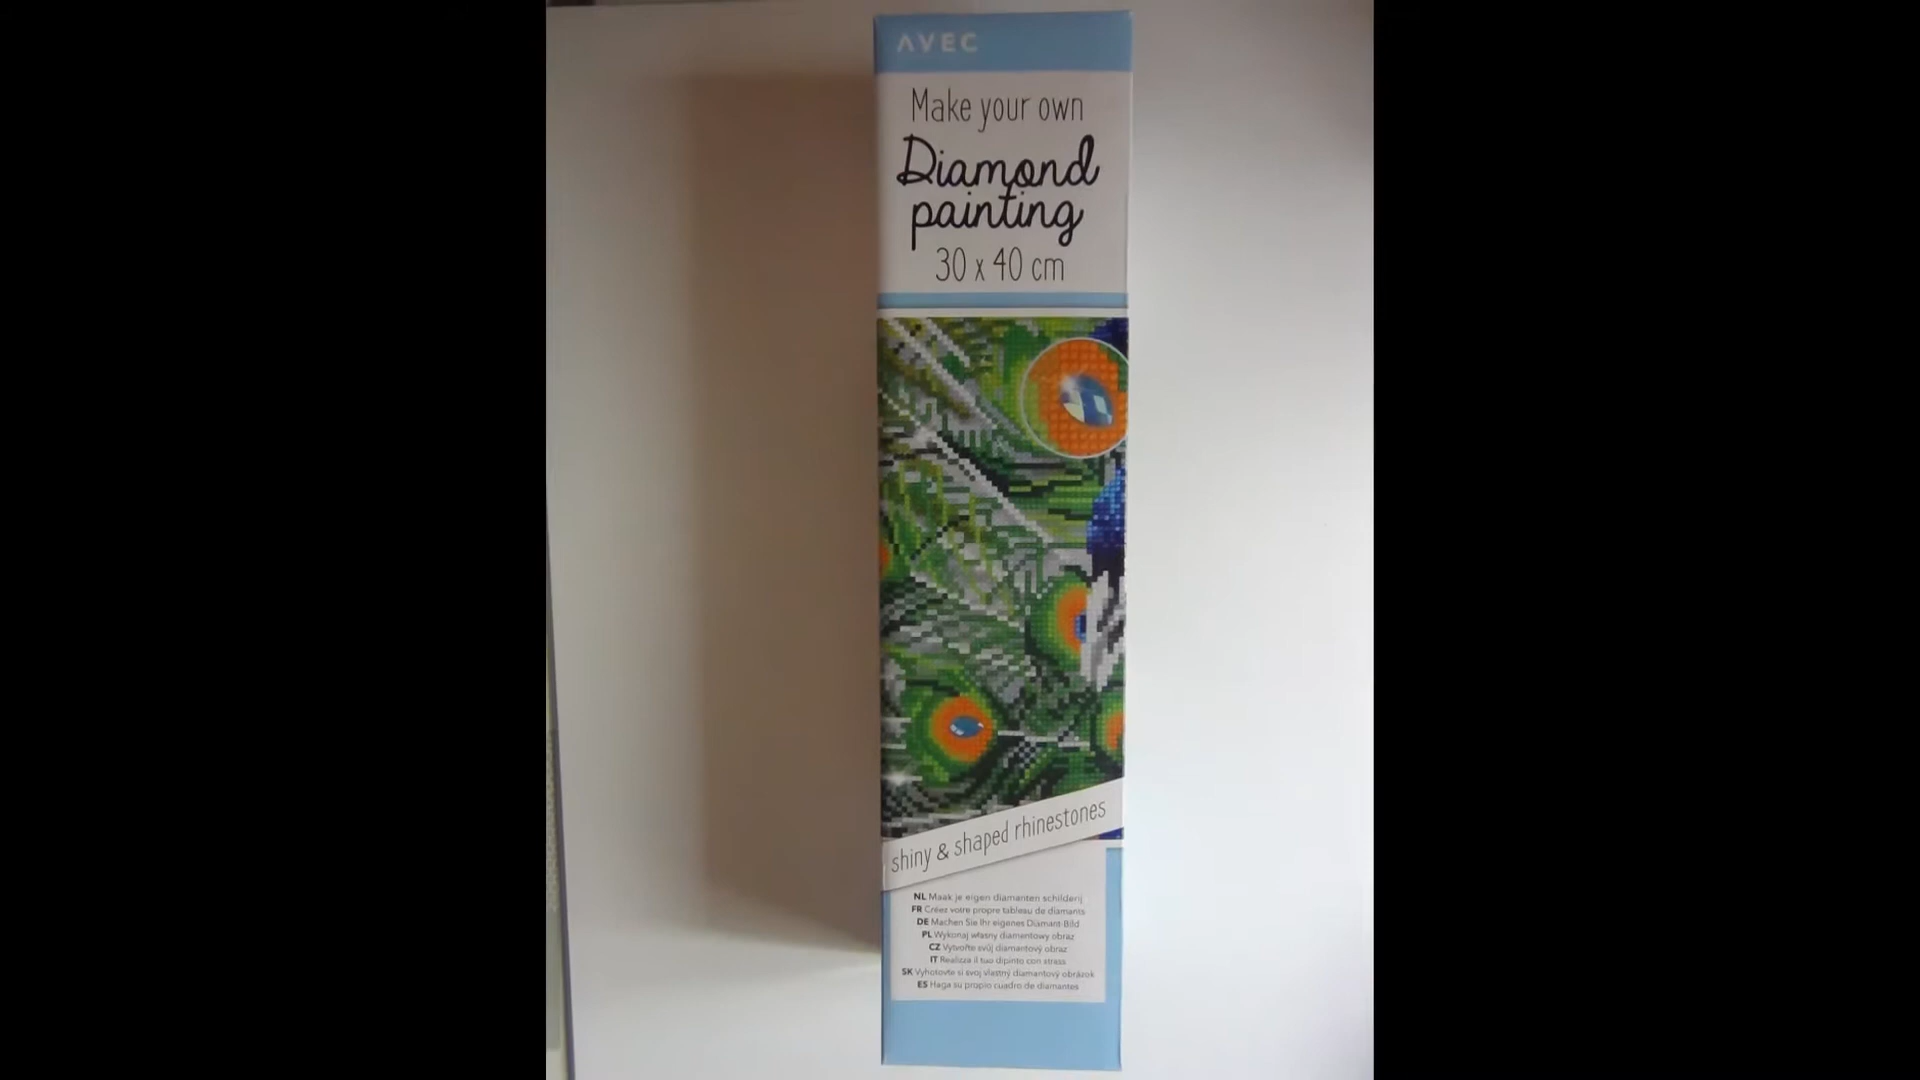 AVEC
Make your own
Diamond
painting
30 x 40 cm
shiny & shaped rhinestones
NL Maak je eigen diamanten schilderij
FR Créez votre propre tableau de diamants
DE Machen Sie Ihr eigenes Diamant-Bild
PL Wykonaj własny diamentowy obraz
CZ Vytvořte svůj diamantový obraz
IT Realizza il tuo dipinto con strass
SK Vyhotovte si svoj vlastný diamantový obrázok
ES Haga su propio cuadro de diamantes